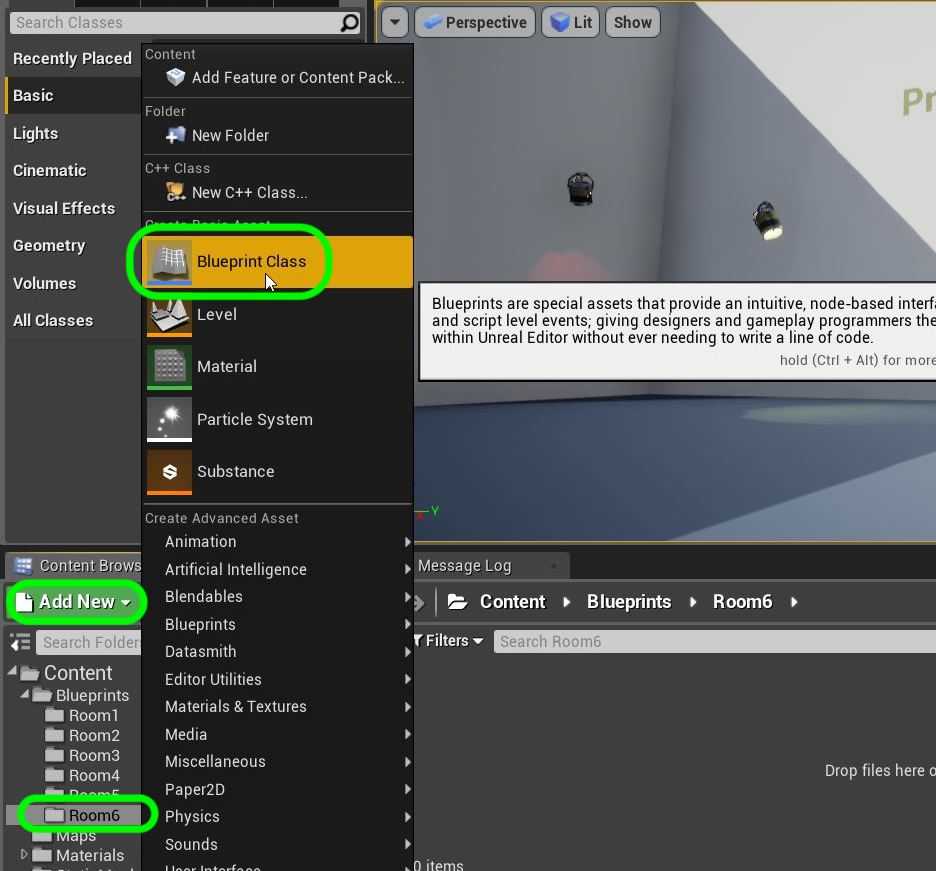 Search Classes
Recently Placed
Basic
Lights
Cinematic
Visual Effects
Geometry
Volumes
All Classes
Content
Add Feature or Content Pack...
Folder
New Folder
C++ Class
New C++ Class...
Create Basic Asset
Blueprint Class
Level
Material
Particle System
Substance
Create Advanced Asset
Animation
Artificial Intelligence
Blendables
Blueprints
Datasmith
Editor Utilities
Materials & Textures
Media
Miscellaneous
Paper2D
Physics
Sounds
User Interface
Perspective
Lit
Show
Pr
Blueprints are special assets that provide an intuitive, node-based interf
and script level events; giving designers and gameplay programmers the
within Unreal Editor without ever needing to write a line of code.
hold (Ctrl + Alt) for more
Y
Content Brows
Message Log
Add New
Content
Blueprints
Room6
Search Folder
Filters
Search Room6
Content
Blueprints
Room1
Room2
Room3
Room4
Room5
Room6
Maps
Materials
Drop files here o
0 items